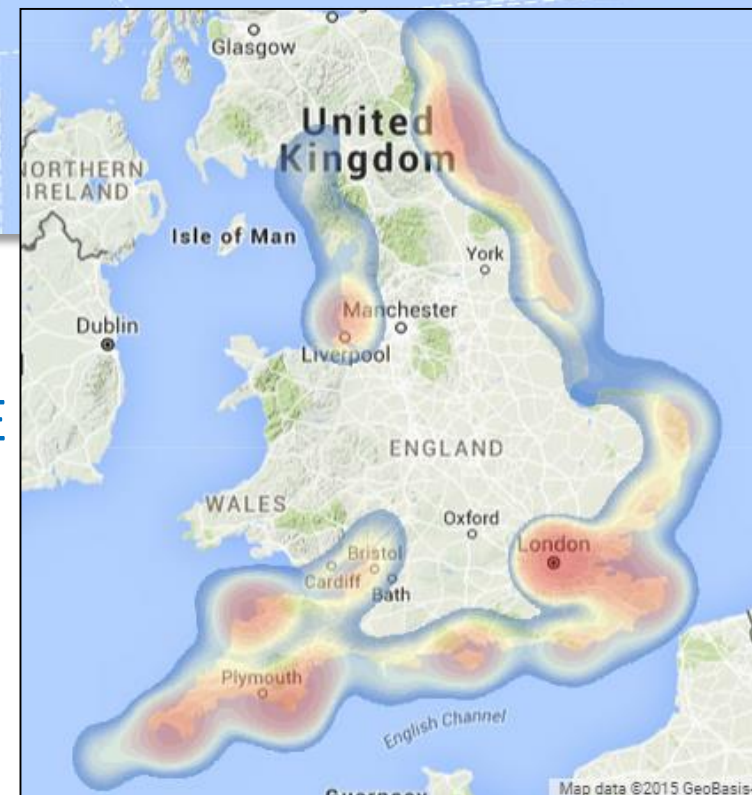 Glasgow
United
Kingdom
NORTHERN
IRELAND
Isle of Man
York
Dublin
Manchester
Liverpool
ENGLAND
WALES
Oxford
London
Bristol
Cardiff
Bath
Plymouth
English Channel
Map data ©2015 GeoBasis